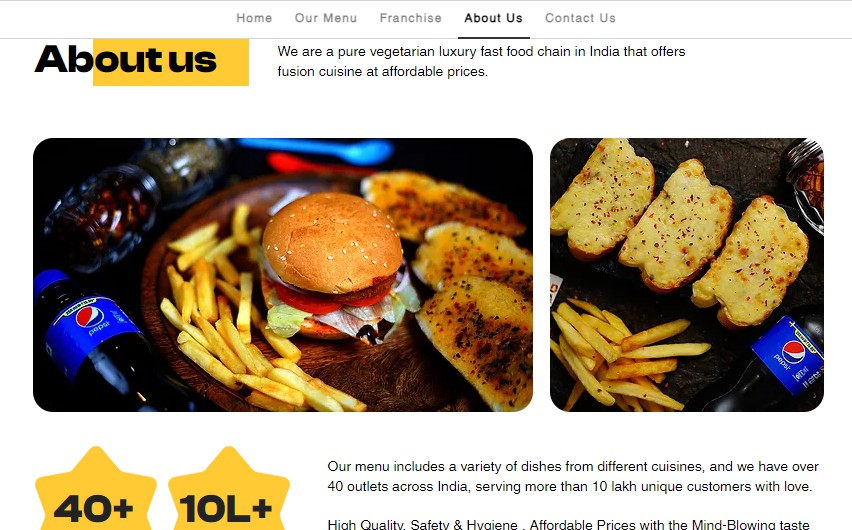 Home Our Menu Franchise About Us Contact Us
About us
We are a pure vegetarian luxury fast food chain in India that offers
fusion cuisine at affordable prices.
pepsi
pepsi
Our menu includes a variety of dishes from different cuisines, and we have over
40 outlets across India, serving more than 10 lakh unique customers with love.
40+ 10L+
High Quality, Safety & Hygiene , Affordable Prices with the Mind-Blowing taste